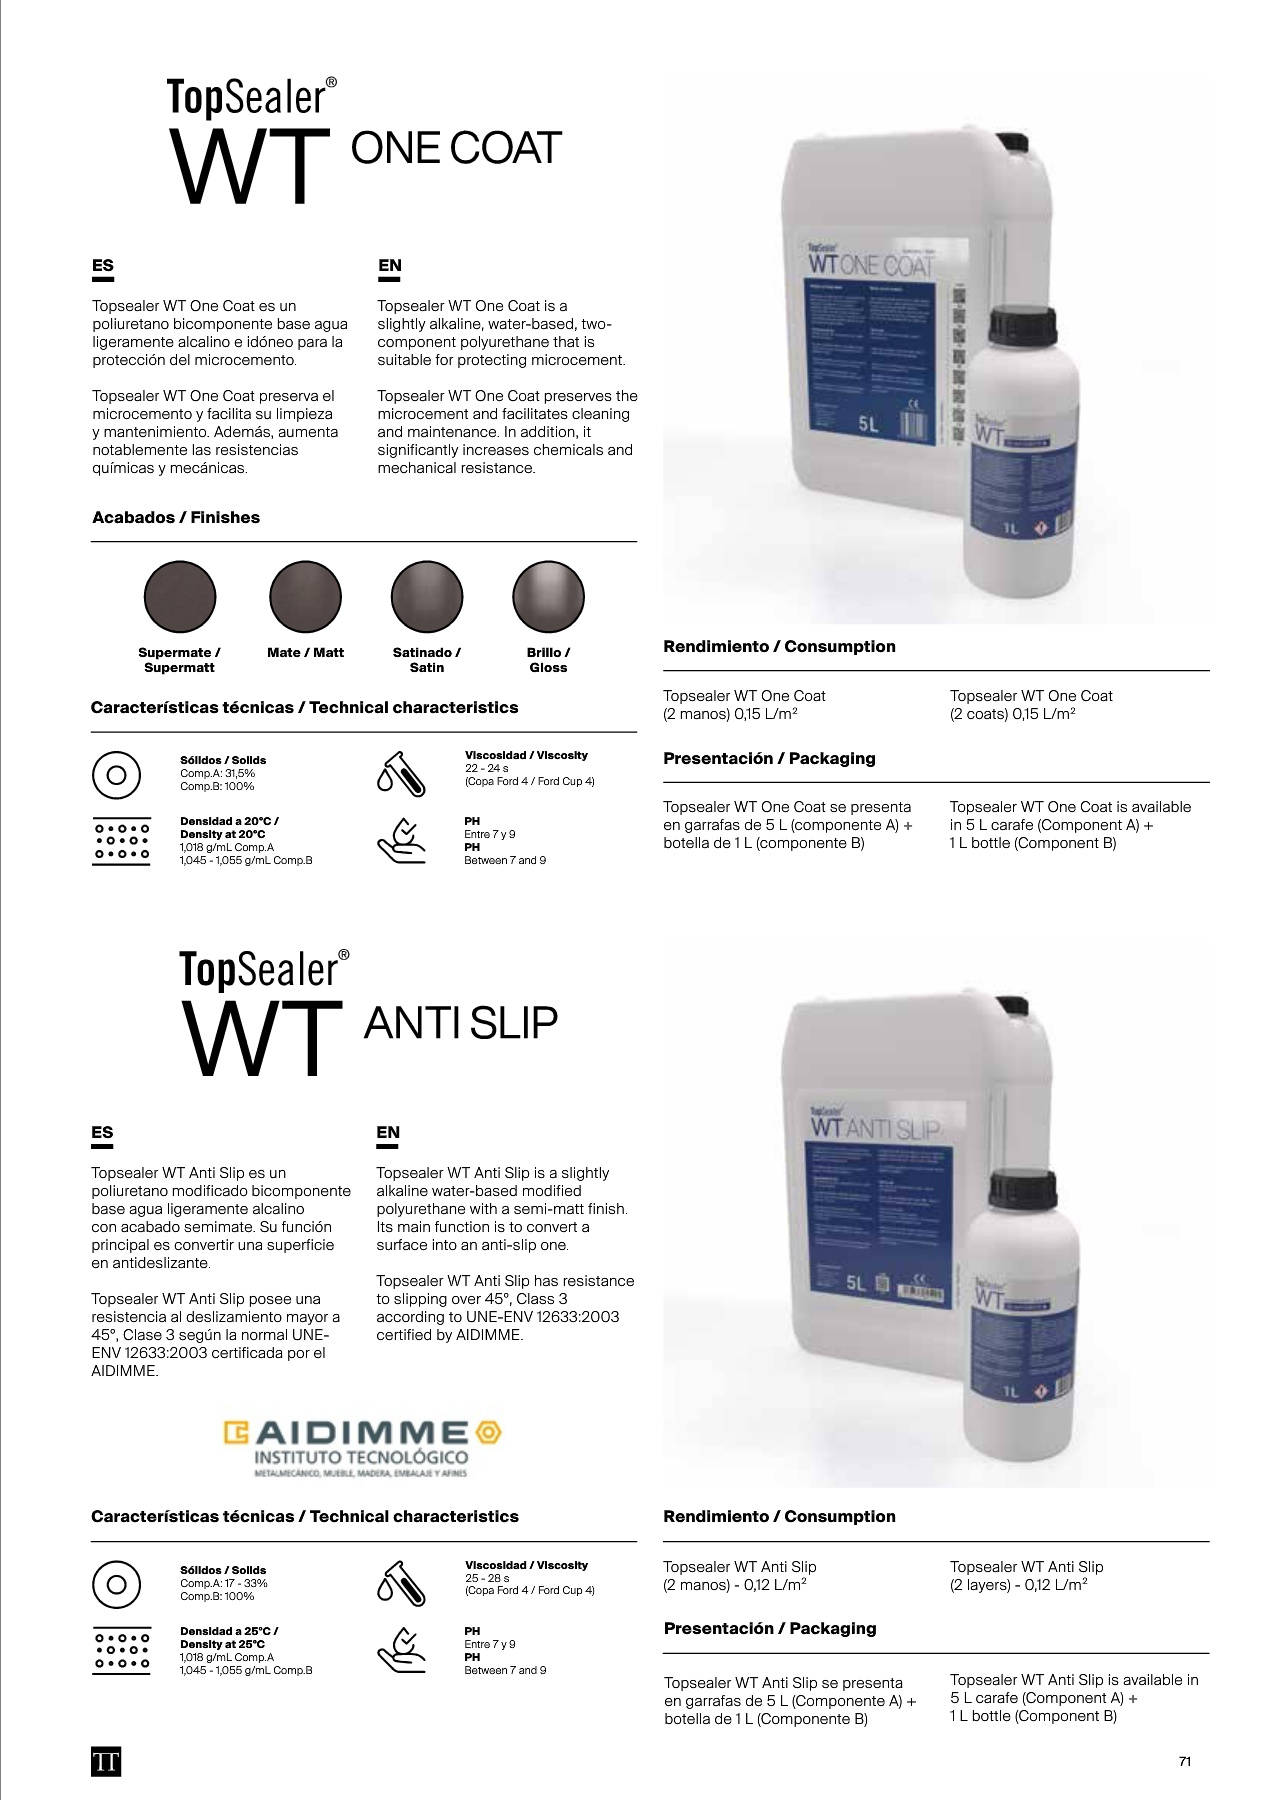 TopSealer®
WT ONE COAT
ES
Topsealer WT One Coat es un
poliuretano bicomponente base agua
ligeramente alcalino e idóneo para la
protección del microcemento.
Topsealer WT One Coat preserva el
microcemento y facilita su limpieza
y mantenimiento. Además, aumenta
notablemente las resistencias
químicas y mecánicas.
EN
Topsealer WT One Coat is a
slightly alkaline, water-based, two-
component polyurethane that is
suitable for protecting microcement.
Topsealer WT One Coat preserves the
microcement and facilitates cleaning
and maintenance. In addition, it
significantly increases chemicals and
mechanical resistance.
Acabados / Finishes
Supermate /
Supermatt
Mate / Matt
Satinado /
Satin
Brillo /
Gloss
Características técnicas / Technical characteristics
Sólidos / Solids
Comp.A: 31,5%
Comp.B: 100%
Viscosidad / Viscosity
22 - 24 s
(Copa Ford 4 / Ford Cup 4)
Densidad a 20ºC /
Density at 20ºC
1,018 g/mL Comp.A
1,045 - 1,055 g/mL Comp.B
PH
Entre 7 y 9
PH
Between 7 and 9
TopSealer®
WT ONE COAT
5L
TopSealer®
WT
1L
Rendimiento / Consumption
Topsealer WT One Coat
(2 manos) 0,15 L/m²
Topsealer WT One Coat
(2 coats) 0,15 L/m²
Presentación / Packaging
Topsealer WT One Coat se presenta
en garrafas de 5 L (componente A) +
botella de 1 L (componente B)
Topsealer WT One Coat is available
in 5 L carafe (Component A) +
1 L bottle (Component B)
TopSealer®
WT ANTI SLIP
ES
Topsealer WT Anti Slip es un
poliuretano modificado bicomponente
base agua ligeramente alcalino
con acabado semimate. Su función
principal es convertir una superficie
en antideslizante.
Topsealer WT Anti Slip posee una
resistencia al deslizamiento mayor a
45º, Clase 3 según la normal UNE-
ENV 12633:2003 certificada por el
AIDIMME.
EN
Topsealer WT Anti Slip is a slightly
alkaline water-based modified
polyurethane with a semi-matt finish.
Its main function is to convert a
surface into an anti-slip one.
Topsealer WT Anti Slip has resistance
to slipping over 45º, Class 3
according to UNE-ENV 12633:2003
certified by AIDIMME.
AIDIMME
INSTITUTO TECNOLÓGICO
METALMECÁNICO, MUEBLE, MADERA, EMBALAJE Y AFINES
Características técnicas / Technical characteristics
Sólidos / Solids
Comp.A: 17 - 33%
Comp.B: 100%
Viscosidad / Viscosity
25 - 28 s
(Copa Ford 4 / Ford Cup 4)
Densidad a 25ºC /
Density at 25ºC
1,018 g/mL Comp.A
1,045 - 1,055 g/mL Comp.B
PH
Entre 7 y 9
PH
Between 7 and 9
TopSealer®
WT ANTI SLIP
5L
TopSealer®
WT
1L
Rendimiento / Consumption
Topsealer WT Anti Slip
(2 manos) - 0,12 L/m²
Topsealer WT Anti Slip
(2 layers) - 0,12 L/m²
Presentación / Packaging
Topsealer WT Anti Slip se presenta
en garrafas de 5 L (Componente A) +
botella de 1 L (Componente B)
Topsealer WT Anti Slip is available in
5 L carafe (Component A) +
1 L bottle (Component B)
TT
71